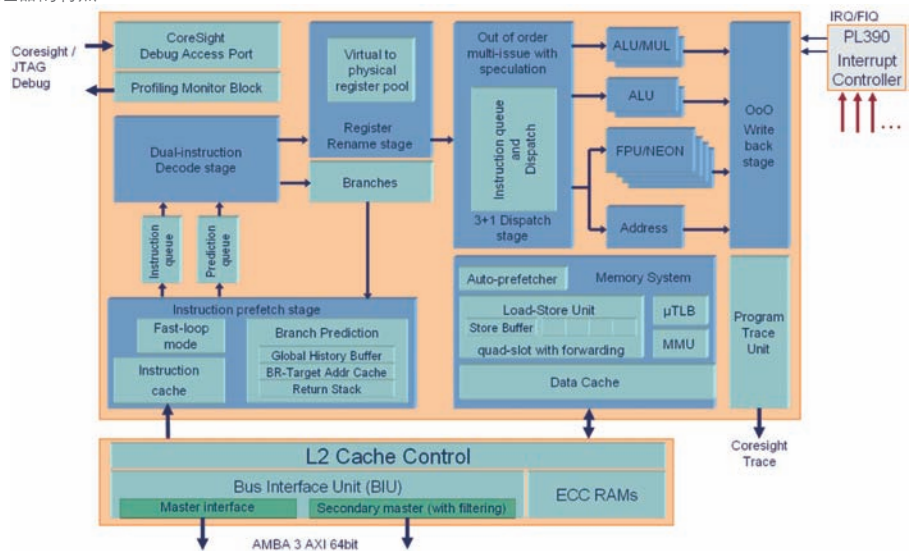 CoreSight
Debug Access Port
Coresight /
JTAG
Debug
Profiling Monitor Block
Virtual to
physical
register pool
Register
Rename stage
Dual-instruction
Decode stage
Branches
Instruction
queue
Prediction
queue
Out of order
multi-issue with
speculation
Instruction queue
and
Dispatch
3+1 Dispatch
stage
ALU/MUL
ALU
FPU/NEON
Address
OoO
Write
back
stage
IRQ/FIQ
PL390
Interrupt
Controller
...
Instruction prefetch stage
Fast-loop
mode
Instruction
cache
Branch Prediction
Global History Buffer
BR-Target Addr Cache
Return Stack
Auto-prefetcher
Memory System
Load-Store Unit
Store Buffer
quad-slot with forwarding
µTLB
MMU
Data Cache
Program
Trace
Unit
Coresight
Trace
L2 Cache Control
Bus Interface Unit (BIU)
Master interface
Secondary master (with filtering)
ECC RAMs
AMBA 3 AXI 64bit